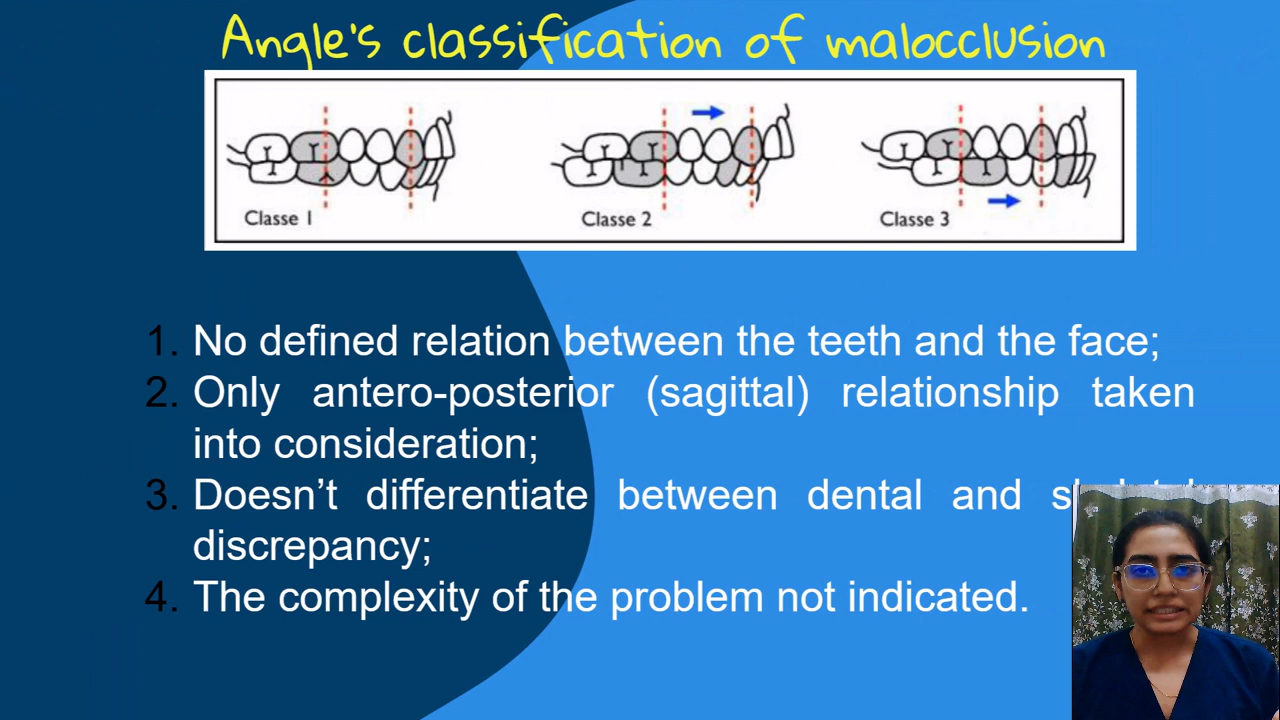 Angle's classification of malocclusion
Classe 1
Classe 2
Classe 3
1. No defined relation between the teeth and the face;
2. Only antero-posterior (sagittal) relationship taken
into consideration;
3. Doesn’t differentiate between dental and
discrepancy;
4. The complexity of the problem not indicated.